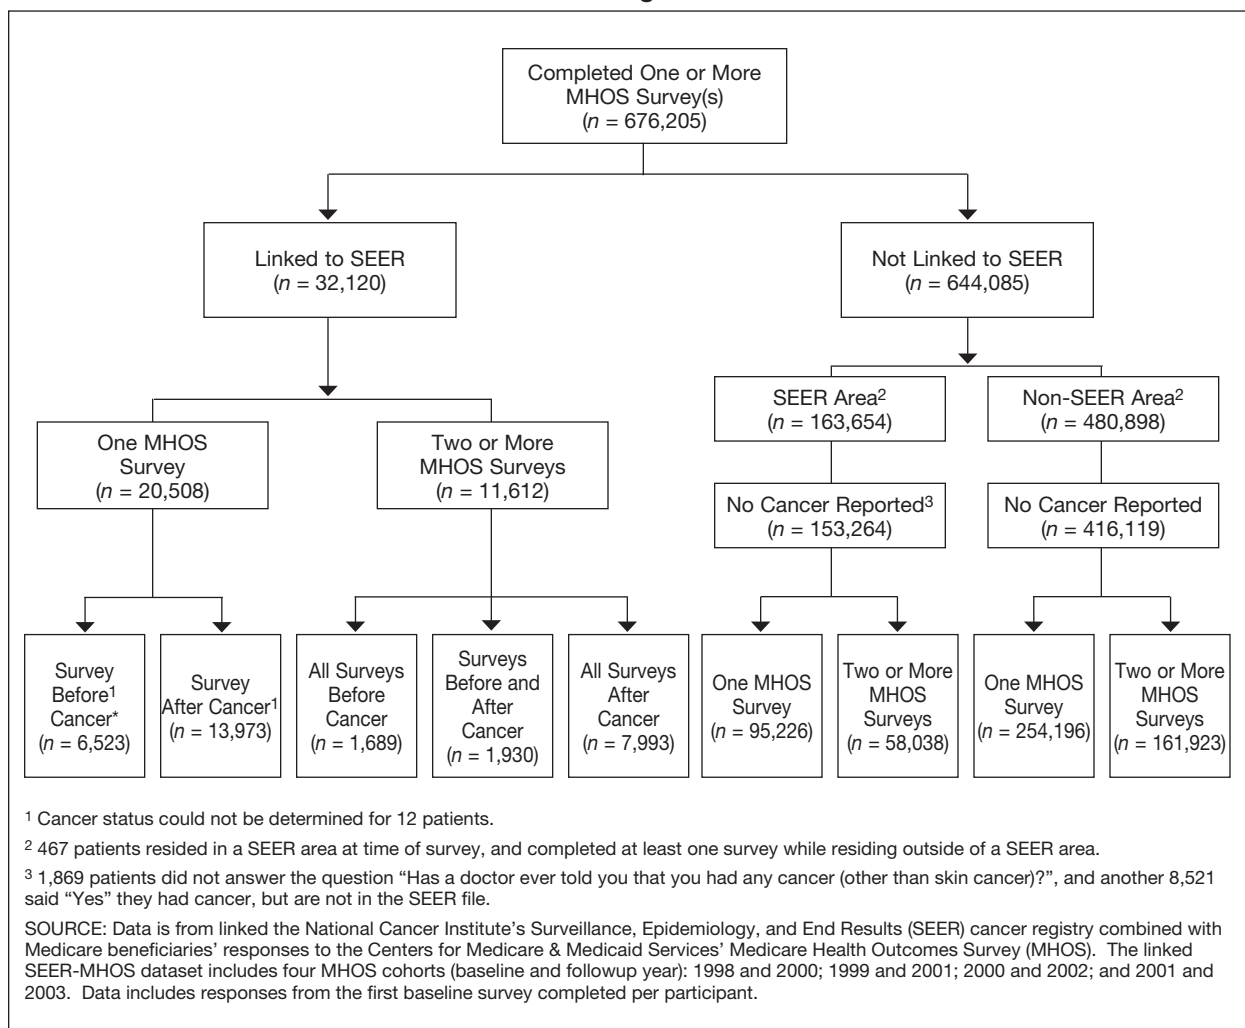 Completed One or More
MHOS Survey(s)
(n = 676,205)
Linked to SEER
(n = 32,120)
Not Linked to SEER
(n = 644,085)
SEER Area²
(n = 163,654)
Non-SEER Area²
(n = 480,898)
One MHOS
Survey
(n = 20,508)
Two or More
MHOS Surveys
(n = 11,612)
No Cancer Reported³
(n = 153,264)
No Cancer Reported
(n = 416,119)
Survey
Before¹
Cancer*
(n = 6,523)
Survey
After Cancer¹
(n = 13,973)
All Surveys
Before
Cancer
(n = 1,689)
Surveys
Before and
After
Cancer
(n = 1,930)
All Surveys
After
Cancer
(n = 7,993)
One MHOS
Survey
(n = 95,226)
Two or More
MHOS
Surveys
(n = 58,038)
One MHOS
Survey
(n = 254,196)
Two or More
MHOS
Surveys
(n = 161,923)
¹ Cancer status could not be determined for 12 patients.
² 467 patients resided in a SEER area at time of survey, and completed at least one survey while residing outside of a SEER area.
³ 1,869 patients did not answer the question “Has a doctor ever told you that you had any cancer (other than skin cancer)?”, and another 8,521
said “Yes” they had cancer, but are not in the SEER file.
SOURCE: Data is from linked the National Cancer Institute’s Surveillance, Epidemiology, and End Results (SEER) cancer registry combined with
Medicare beneficiaries’ responses to the Centers for Medicare & Medicaid Services’ Medicare Health Outcomes Survey (MHOS). The linked
SEER-MHOS dataset includes four MHOS cohorts (baseline and followup year): 1998 and 2000; 1999 and 2001; 2000 and 2002; and 2001 and
2003. Data includes responses from the first baseline survey completed per participant.